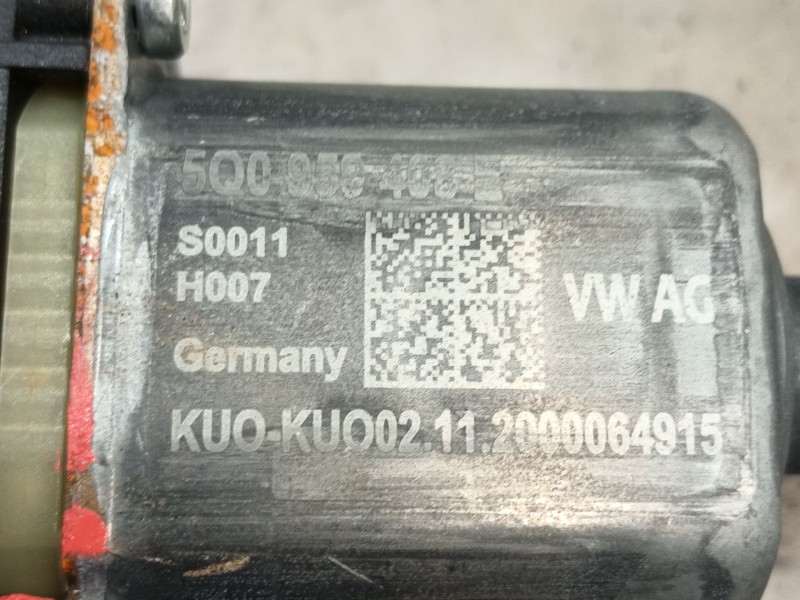 5Q0 959 408 E
S0011
H007
VW AG
Germany
KUO-KUO02.11.2000064915